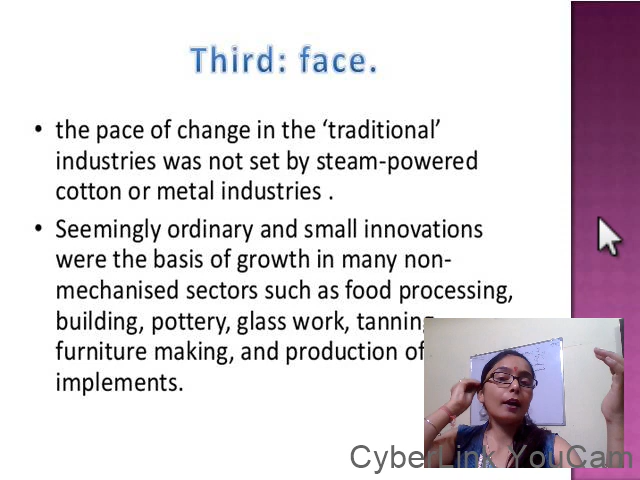 Third: face.
• the pace of change in the ‘traditional’
industries was not set by steam-powered
cotton or metal industries .
• Seemingly ordinary and small innovations
were the basis of growth in many non-
mechanised sectors such as food processing,
building, pottery, glass work, tanning
furniture making, and production of
implements.
CyberLink YouCam